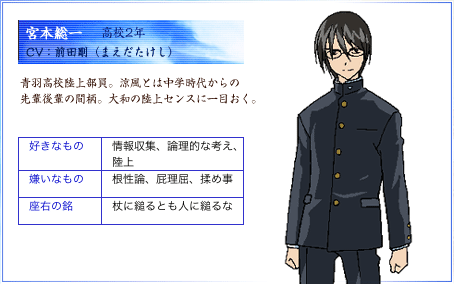 宮本総一 高校2年
CV：前田剛（まえだたけし）
青羽高校陸上部員。涼風とは中学時代からの
先輩後輩の間柄。大和の陸上センスに一目おく。
好きなもの 情報収集、論理的な考え、
陸上
嫌いなもの 根性論、屁理屈、揉め事
座右の銘 杖に縋るとも人に縋るな